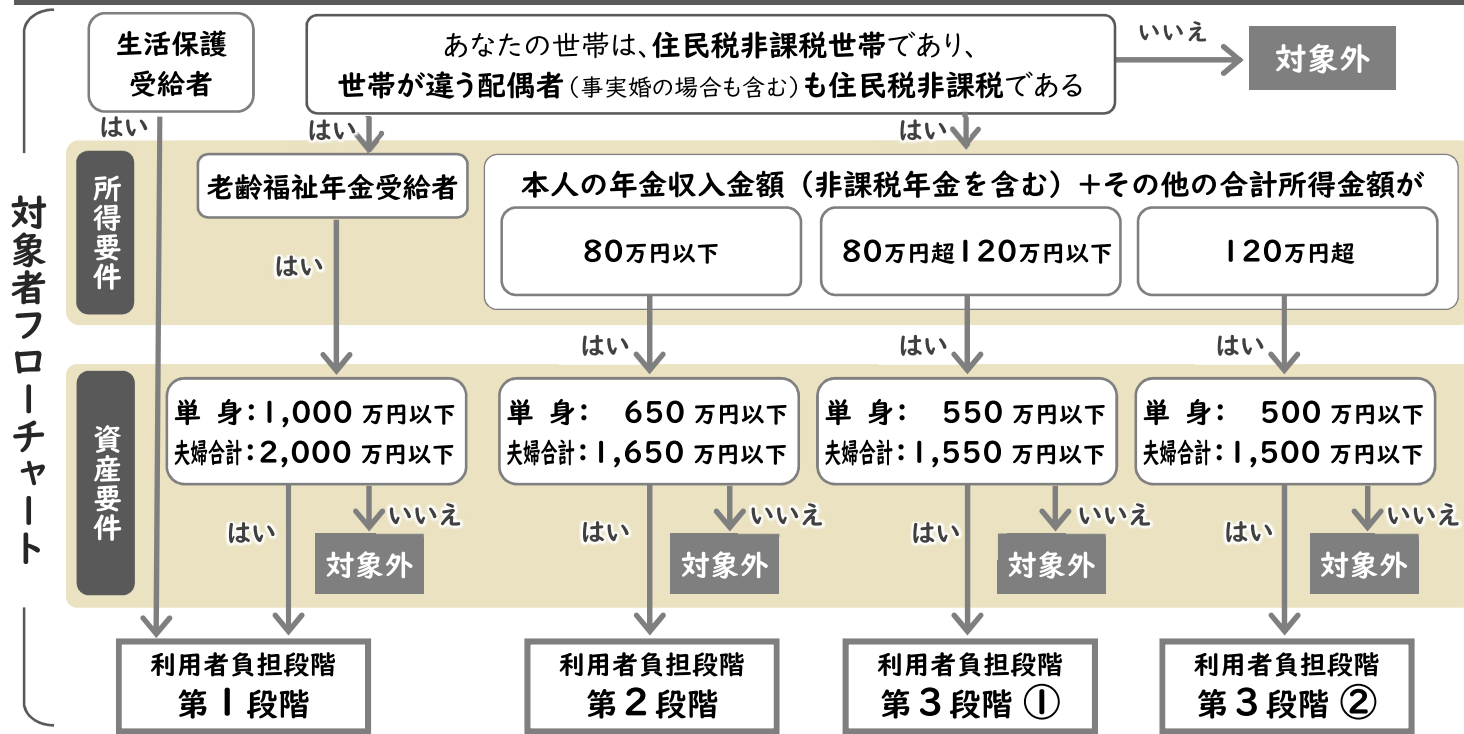 対象者フローチャート
生活保護
受給者
あなたの世帯は、住民税非課税世帯であり、
世帯が違う配偶者（事実婚の場合も含む）も住民税非課税である
いいえ
対象外
はい
はい
はい
所得要件
老齢福祉年金受給者
本人の年金収入金額（非課税年金を含む）＋その他の合計所得金額が
80万円以下
80万円超120万円以下
120万円超
はい
はい
はい
はい
資産要件
単 身：1,000 万円以下
夫婦合計：2,000 万円以下
単 身： 650 万円以下
夫婦合計：1,650 万円以下
単 身： 550 万円以下
夫婦合計：1,550 万円以下
単 身： 500 万円以下
夫婦合計：1,500 万円以下
はい
いいえ
対象外
はい
いいえ
対象外
はい
いいえ
対象外
はい
いいえ
対象外
利用者負担段階
第１段階
利用者負担段階
第２段階
利用者負担段階
第３段階 ①
利用者負担段階
第３段階 ②